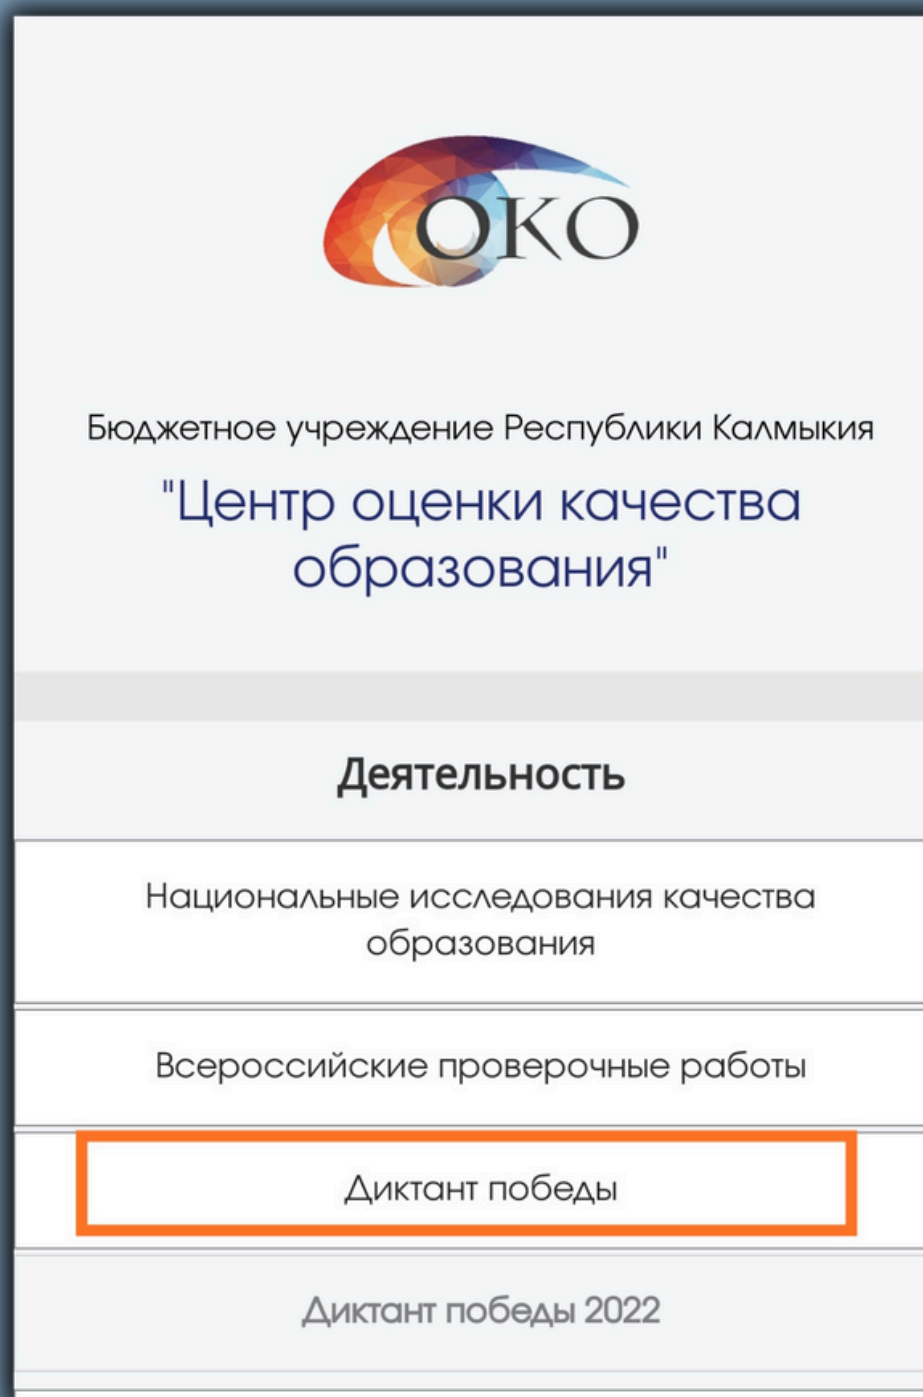 ОКО
Бюджетное учреждение Республики Калмыкия
"Центр оценки качества
образования"
Деятельность
Национальные исследования качества
образования
Всероссийские проверочные работы
Диктант победы
Диктант победы 2022